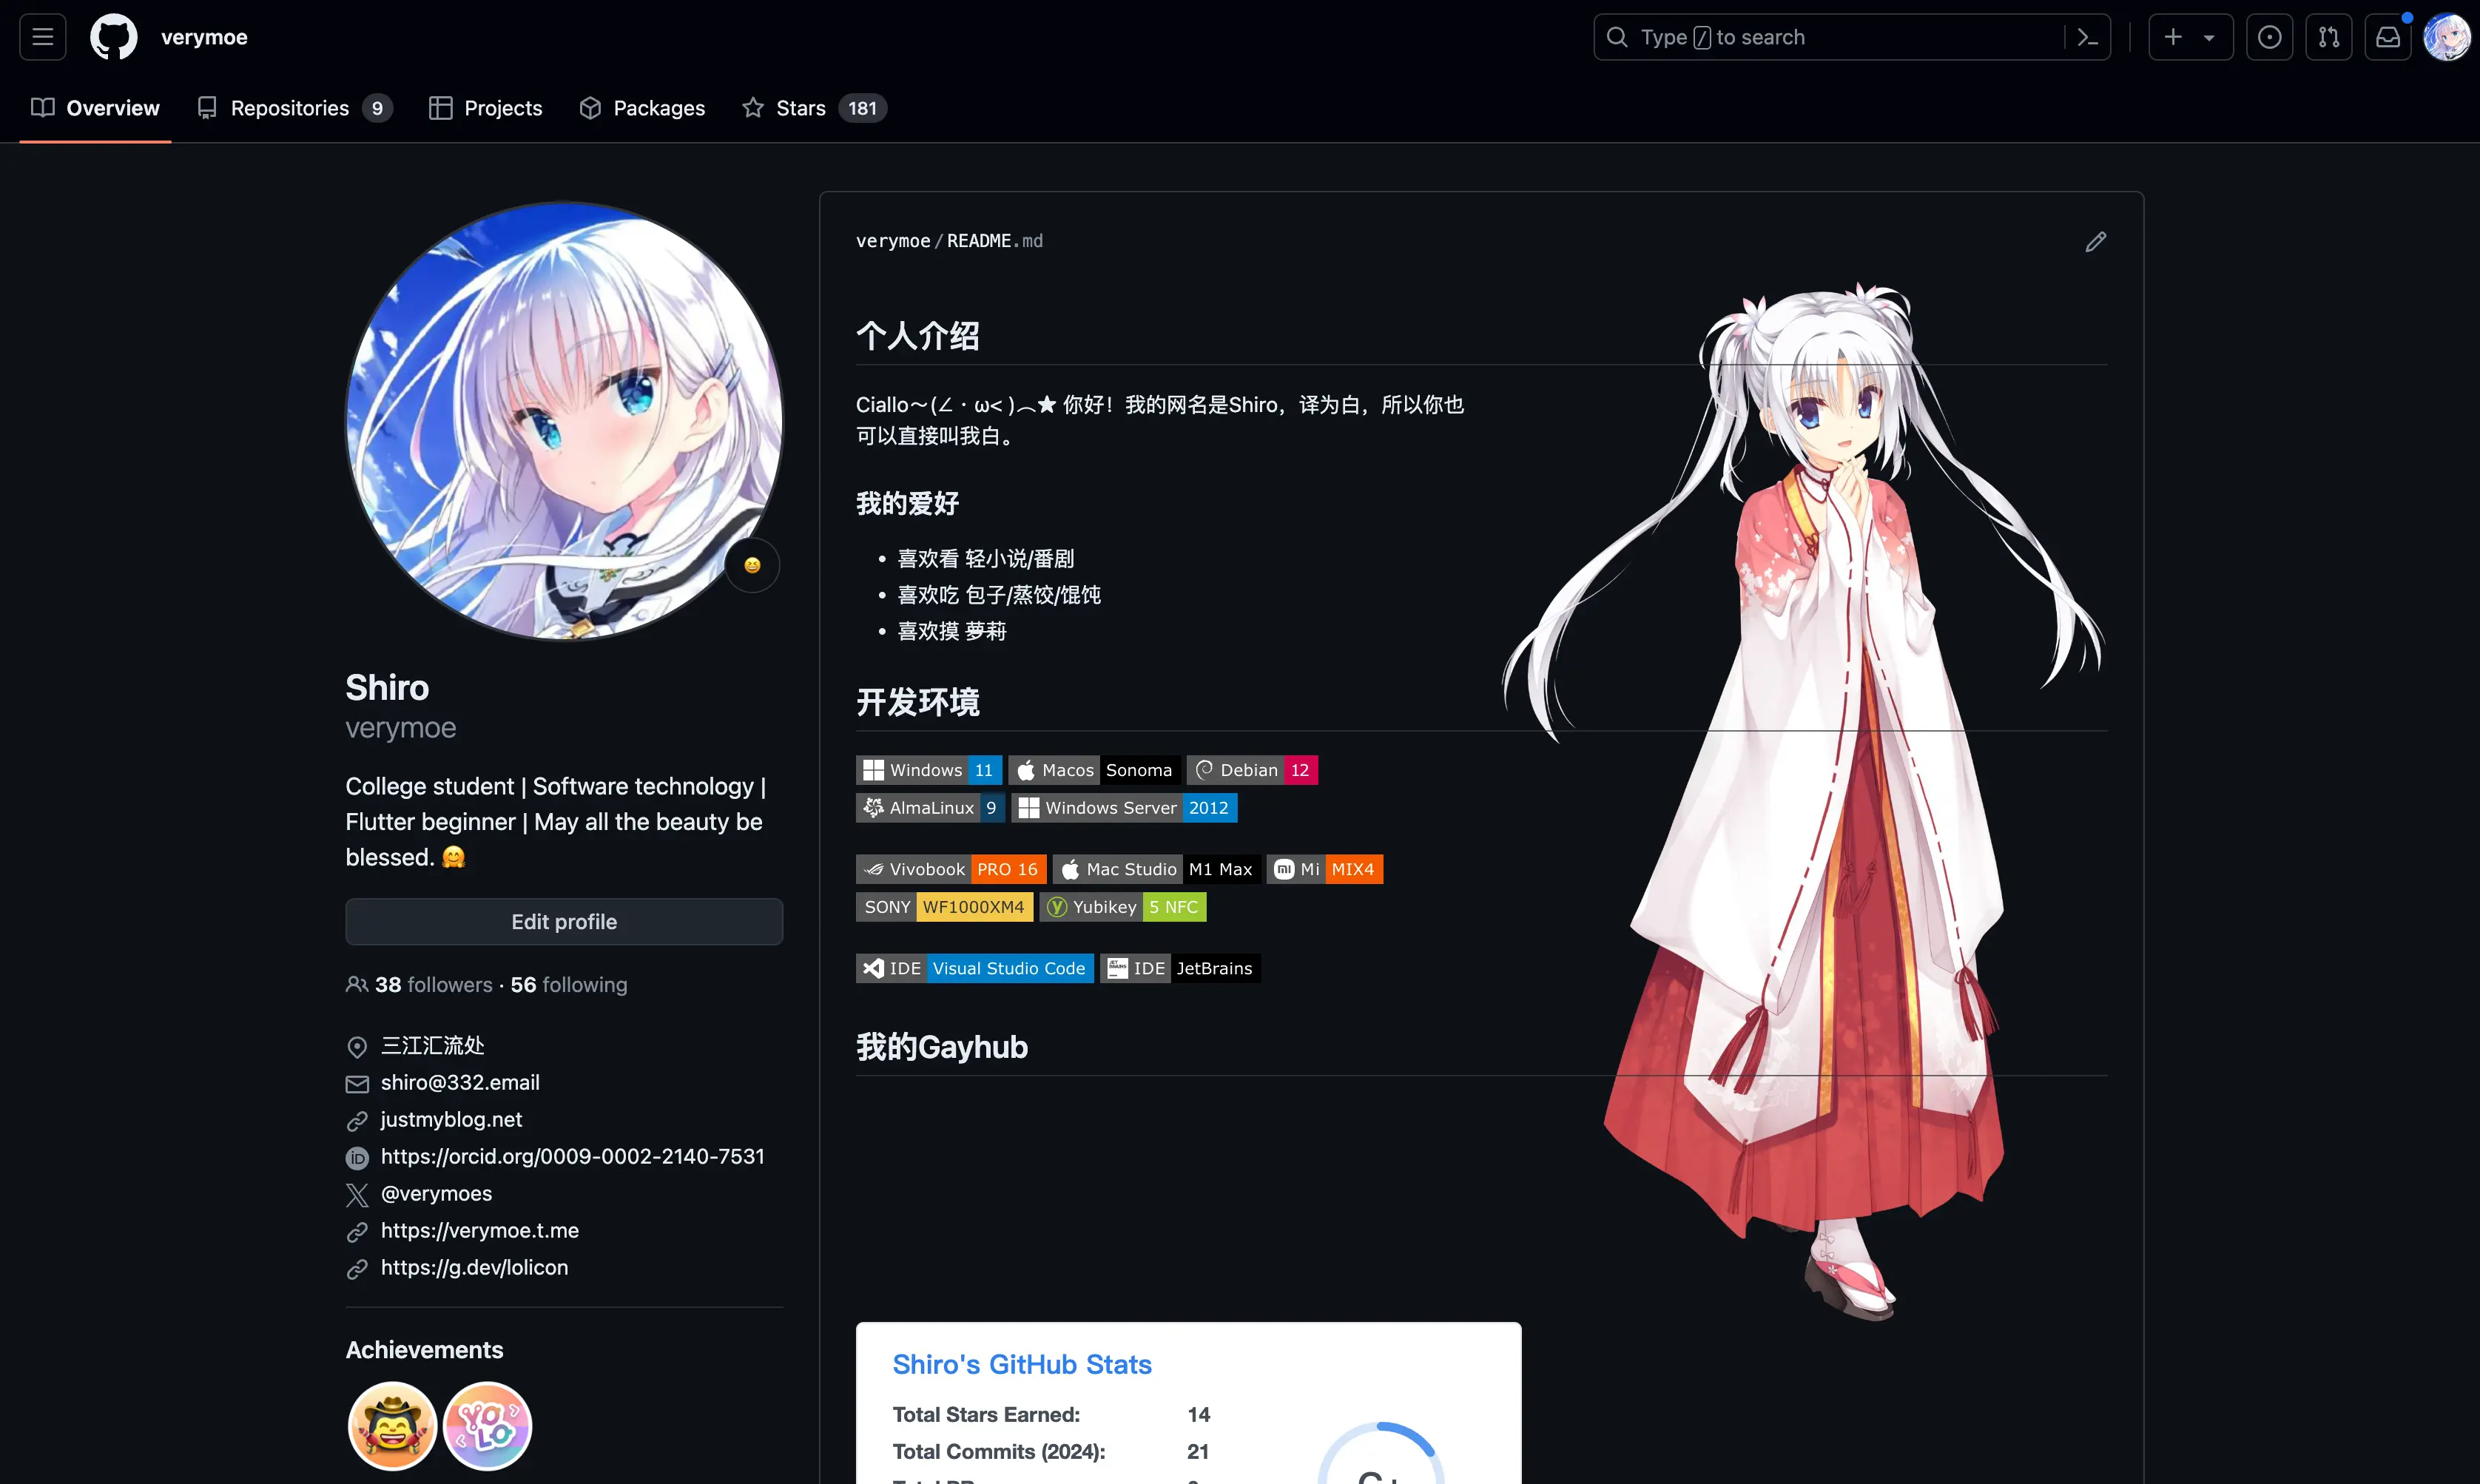 verymoe
Type / to search
Overview
Repositories 9
Projects
Packages
Stars 181
Shiro
verymoe
College student | Software technology |
Flutter beginner | May all the beauty be
blessed. 🤗
Edit profile
38 followers · 56 following
三江汇流处
shiro@332.email
justmyblog.net
https://orcid.org/0009-0002-2140-7531
@verymoes
https://verymoe.t.me
https://g.dev/lolicon
Achievements
YOLO
verymoe/README.md
个人介绍
Ciallo～(∠・ω< )⌒★ 你好！我的网名是Shiro，译为白，所以你也
可以直接叫我白。
我的爱好
• 喜欢看 轻小说/番剧
• 喜欢吃 包子/蒸饺/馄饨
• 喜欢摸 萝莉
开发环境
Windows 11 Macos Sonoma Debian 12
AlmaLinux 9 Windows Server 2012
Vivobook PRO 16 Mac Studio M1 Max Mi MIX4
SONY WF1000XM4 Yubikey 5 NFC
IDE Visual Studio Code IDE JetBrains
我的Gayhub
Shiro's GitHub Stats
Total Stars Earned: 14
Total Commits (2024): 21